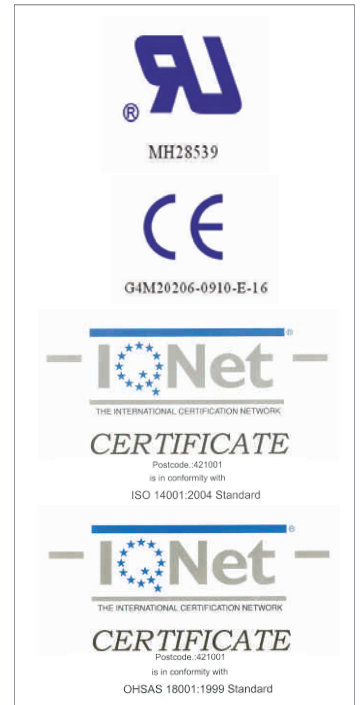 ®
MH28539
CE
G4M20206-0910-E-16
®
IQNet
THE INTERNATIONAL CERTIFICATION NETWORK
CERTIFICATE
Postcode.:421001
is in conformity with
ISO 14001:2004 Standard
®
IQNet
THE INTERNATIONAL CERTIFICATION NETWORK
CERTIFICATE
Postcode.:421001
is in conformity with
OHSAS 18001:1999 Standard